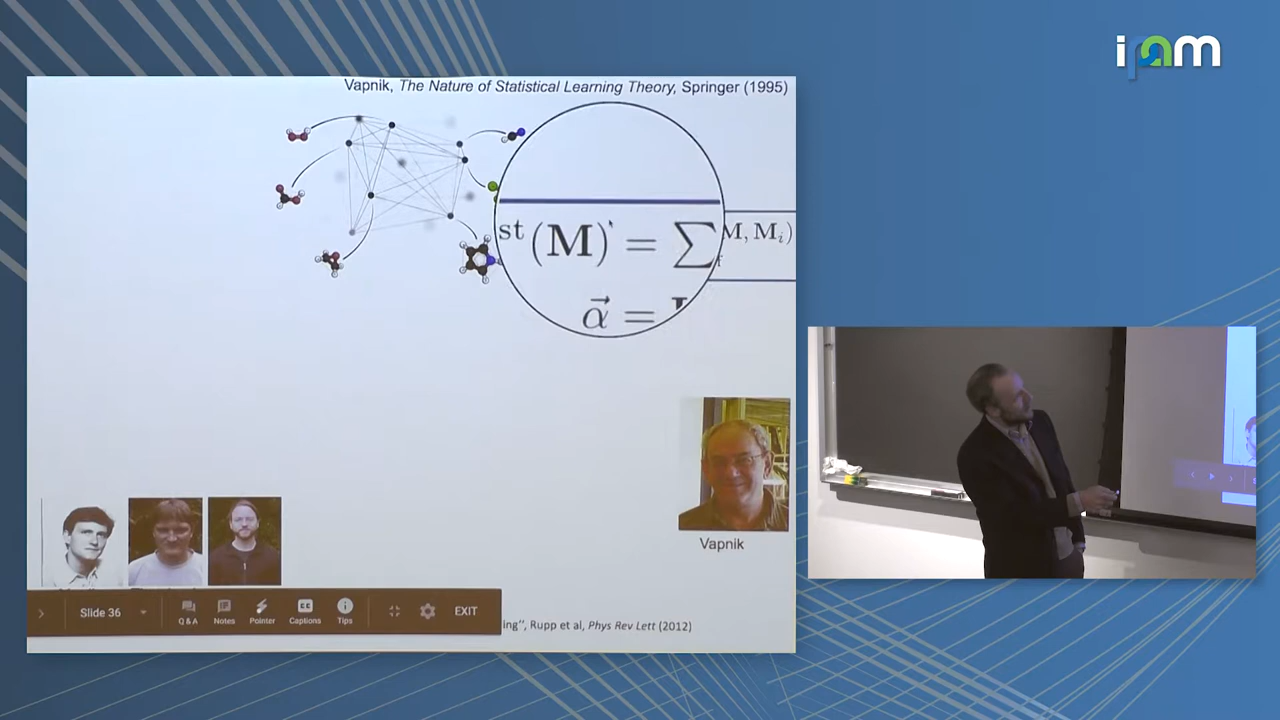 ipam
Vapnik, The Nature of Statistical Learning Theory, Springer (1995)
st(M) = ∑ M, Mᵢ)
α⃗ =
Vapnik
Slide 36
Q & A
Notes
Pointer
CC
Captions
Tips
EXIT
ing", Rupp et al, Phys Rev Lett (2012)